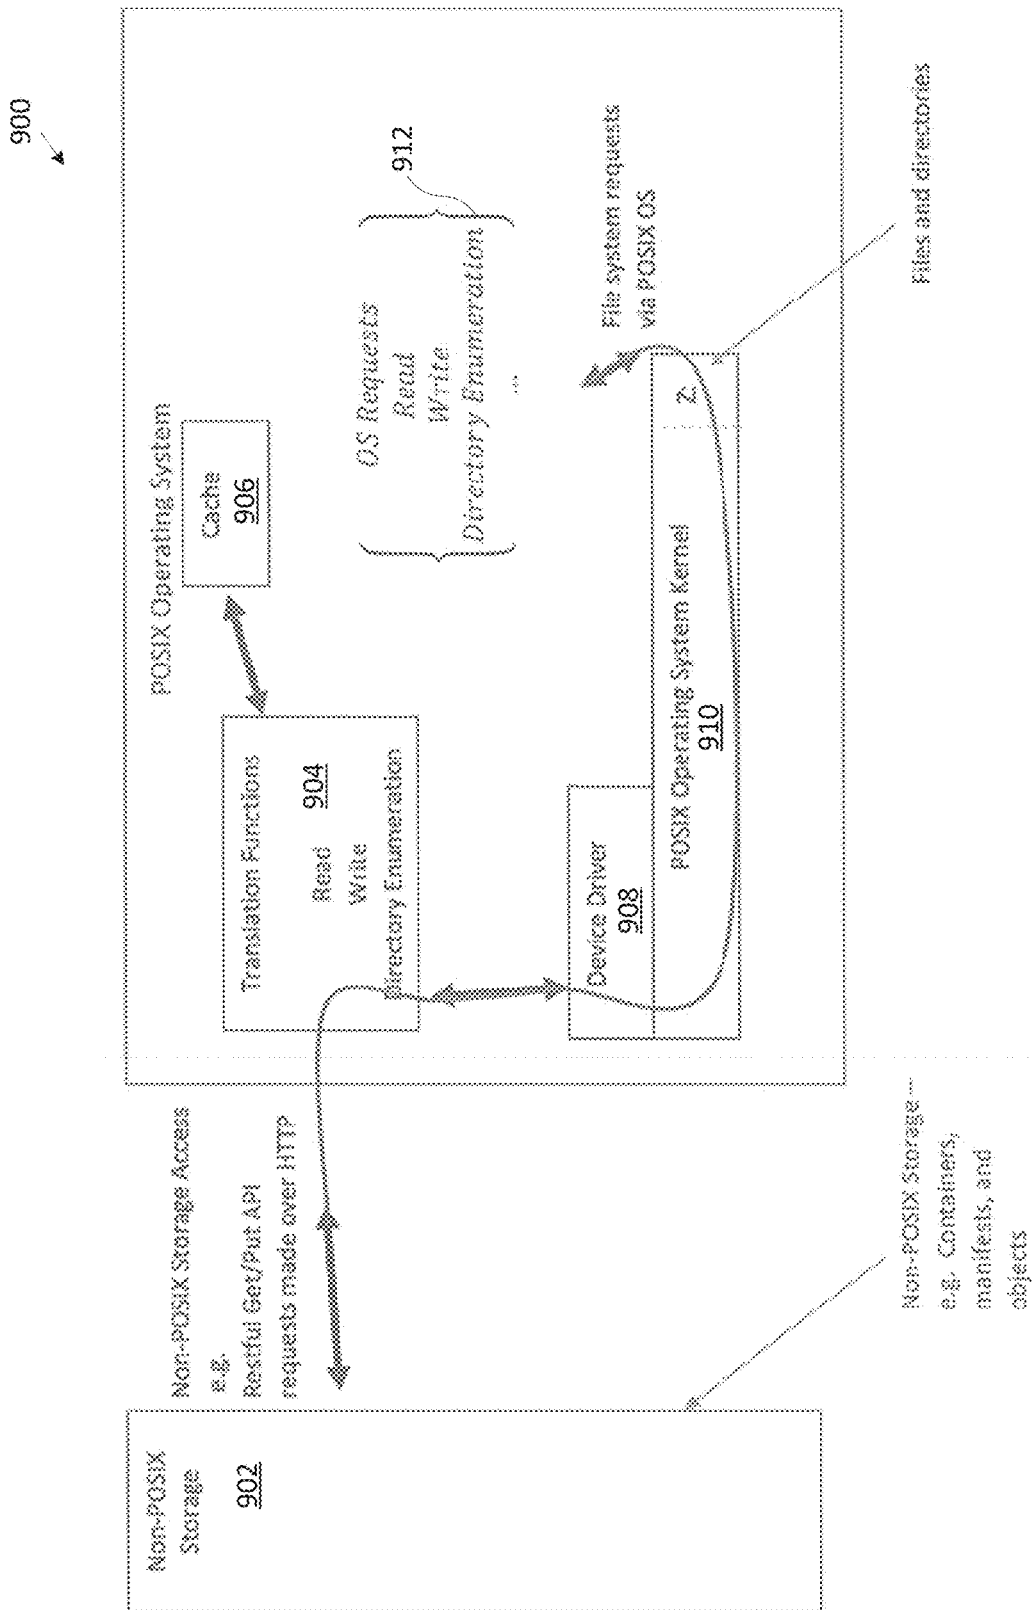 900
POSIX Operating System
Non-POSIX
Storage
902
Non-POSIX Storage Access
e.g.
Restful Get/Put API
requests made over HTTP
Translation Functions
904
Read
Write
Directory Enumeration
Cache
906
OS Requests
Read
Write
Directory Enumeration
...
912
Device Driver
908
POSIX Operating System Kernel
910
Z:
File system requests
via POSIX OS
Non-POSIX Storage –
e.g. Containers,
manifests, and
objects
Files and directories